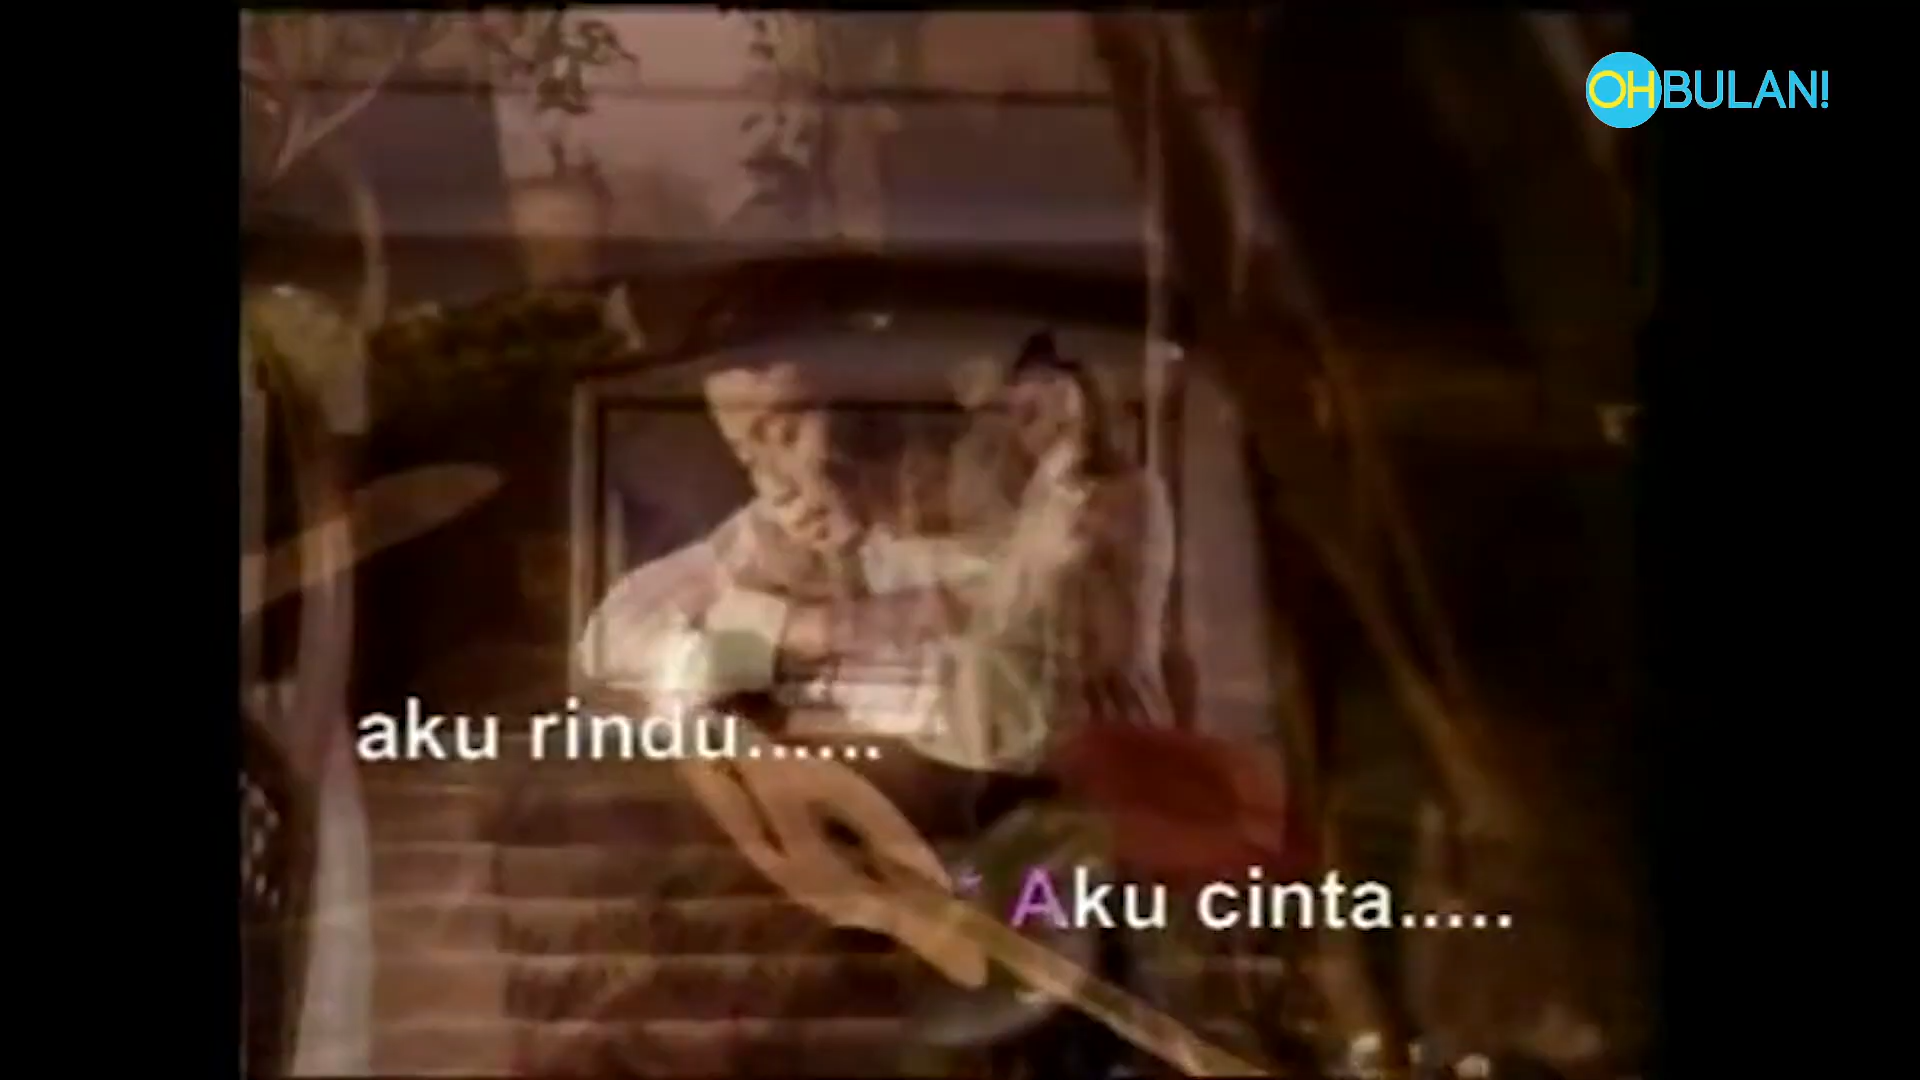 OHBULAN!
aku rindu......
* Aku cinta.....